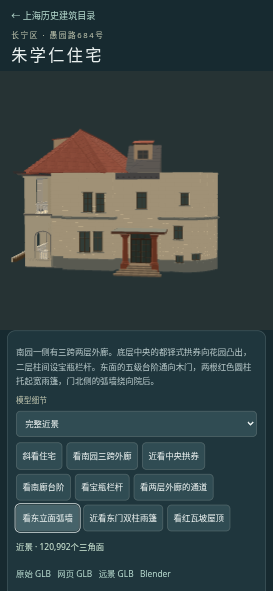 ← 上海历史建筑目录
长宁区 · 愚园路684号
朱学仁住宅
南园一侧有三跨两层外廊。底层中央的都铎式拱券向花园凸出，
二层柱间设宝瓶栏杆。东面的五级台阶通向木门，两根红色圆柱
托起宽雨篷，门北侧的弧墙绕向院后。
模型细节
完整近景
斜看住宅 看南园三跨外廊 近看中央拱券
看南廊台阶 看宝瓶栏杆 看两层外廊的通道
看东立面弧墙 近看东门双柱雨篷 看红瓦坡屋顶
近景 · 120,992个三角面
原始 GLB 网页 GLB 远景 GLB Blender